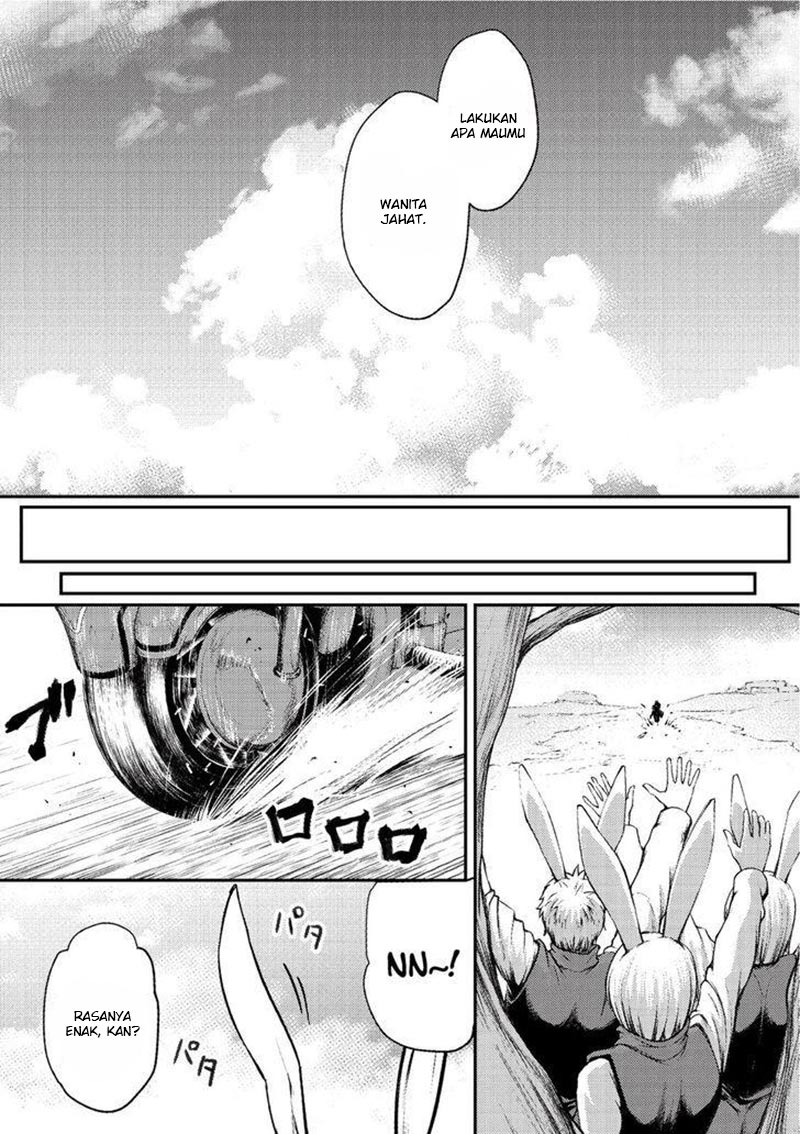 LAKUKAN
APA MAUMU
WANITA
JAHAT.
ブ
ロロロ
NN~!
パタ
パタ
RASANYA
ENAK, KAN?